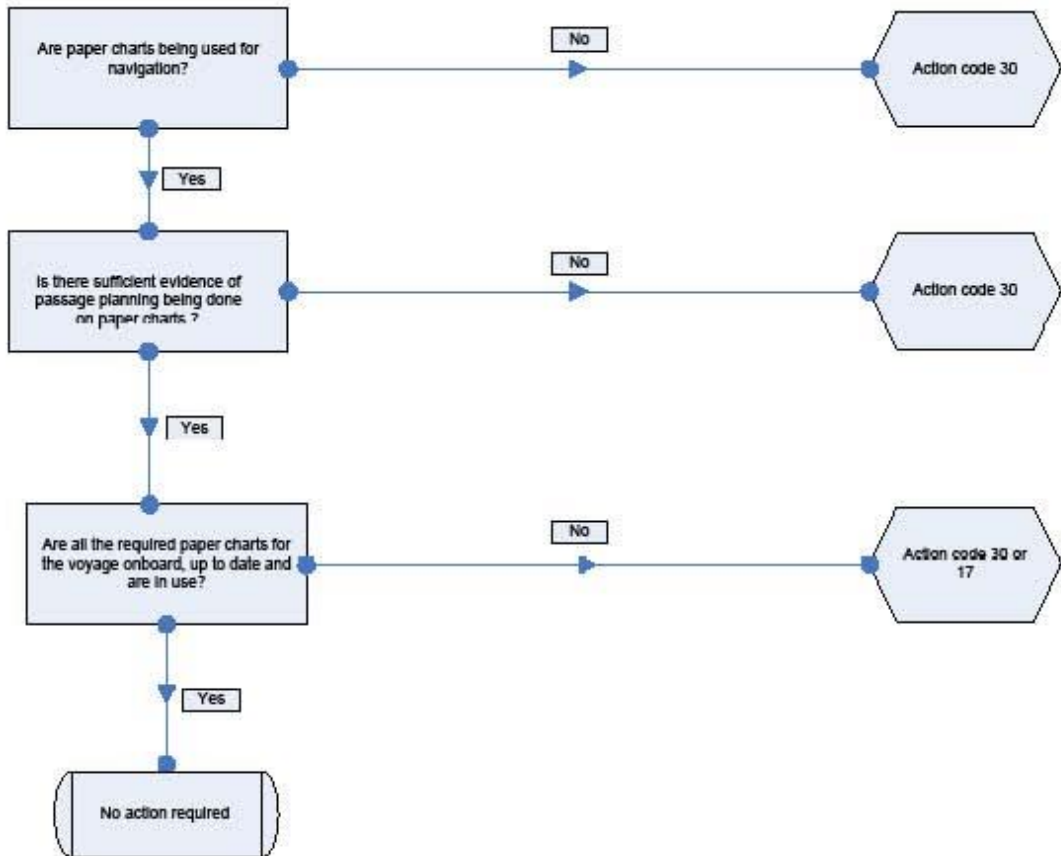 Are paper charts being used for
navigation?
No
Action code 30
Yes
Is there sufficient evidence of
passage planning being done
on paper charts ?
No
Action code 30
Yes
Are all the required paper charts for
the voyage onboard, up to date and
are in use?
No
Action code 30 or
17
Yes
No action required